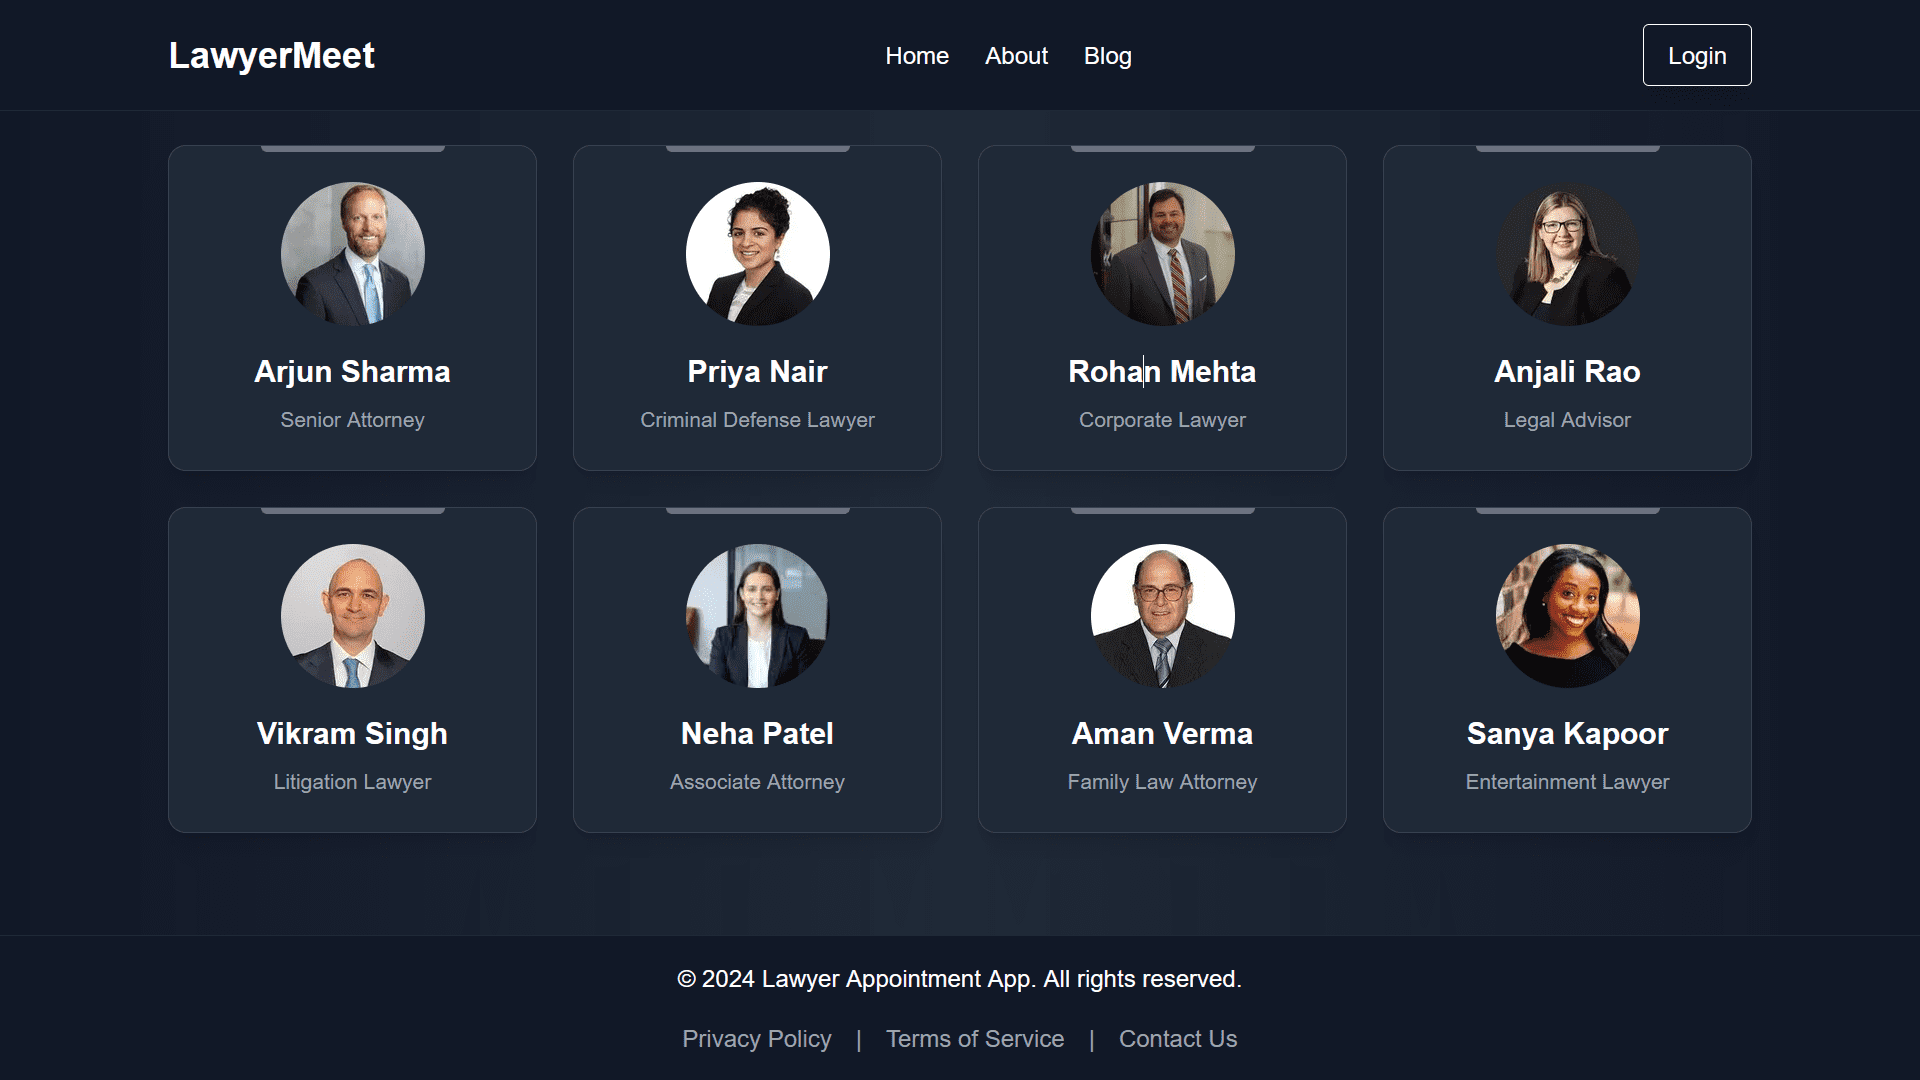 LawyerMeet Home About Blog Login
Arjun Sharma Priya Nair Rohan Mehta Anjali Rao
Senior Attorney Criminal Defense Lawyer Corporate Lawyer Legal Advisor
Vikram Singh Neha Patel Aman Verma Sanya Kapoor
Litigation Lawyer Associate Attorney Family Law Attorney Entertainment Lawyer
© 2024 Lawyer Appointment App. All rights reserved.
Privacy Policy | Terms of Service | Contact Us